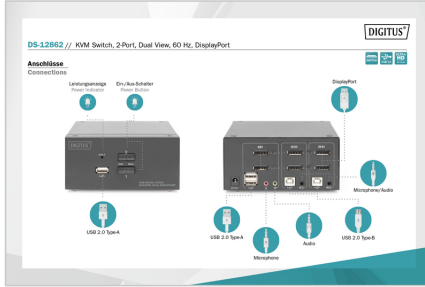 DIGITUS®
DS-12862 // KVM Switch, 2-Port, Dual View, 60 Hz, DisplayPort
Anschlüsse
Connections
Leistungsanzeige
Power Indicator
Ein-/Aus-Schalter
Power Button
DisplayPort
DIGITUS
Microphone/Audio
USB 2.0 Type-A
USB 2.0 Type-A
Microphone
Audio
USB 2.0 Type-B